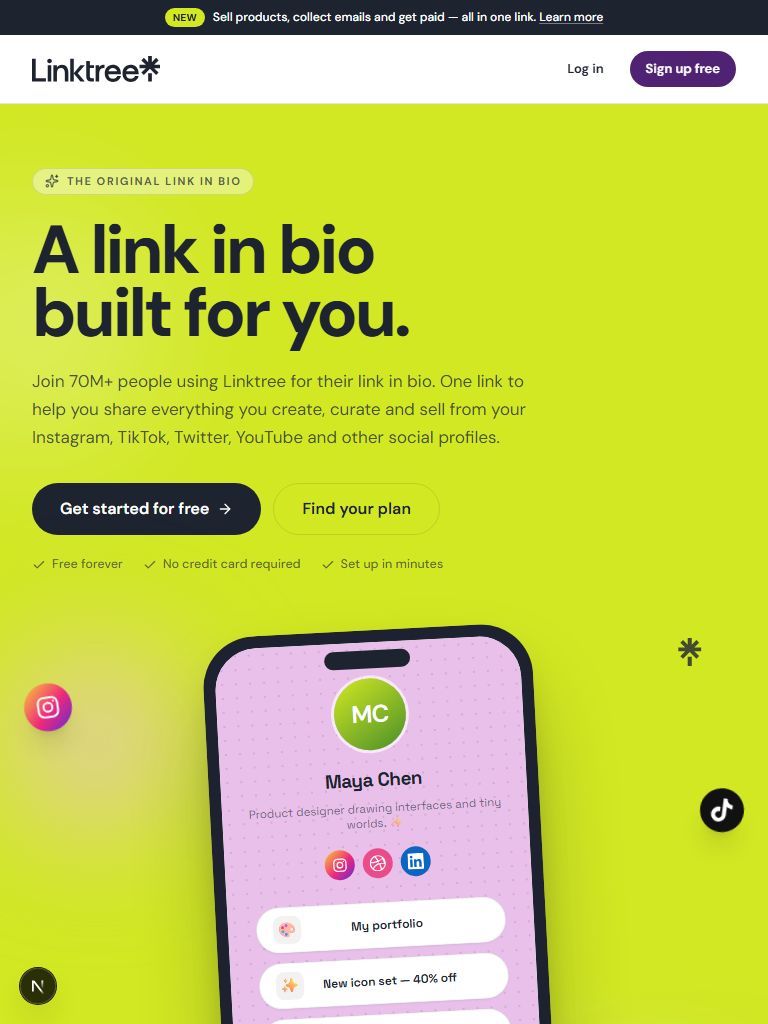 NEW Sell products, collect emails and get paid — all in one link. Learn more
Linktree
Log in
Sign up free
THE ORIGINAL LINK IN BIO
A link in bio
built for you.
Join 70M+ people using Linktree for their link in bio. One link to
help you share everything you create, curate and sell from your
Instagram, TikTok, Twitter, YouTube and other social profiles.
Get started for free
Find your plan
Free forever
No credit card required
Set up in minutes
MC
Maya Chen
Product designer drawing interfaces and tiny
worlds. ✨
in
My portfolio
New icon set — 40% off
N